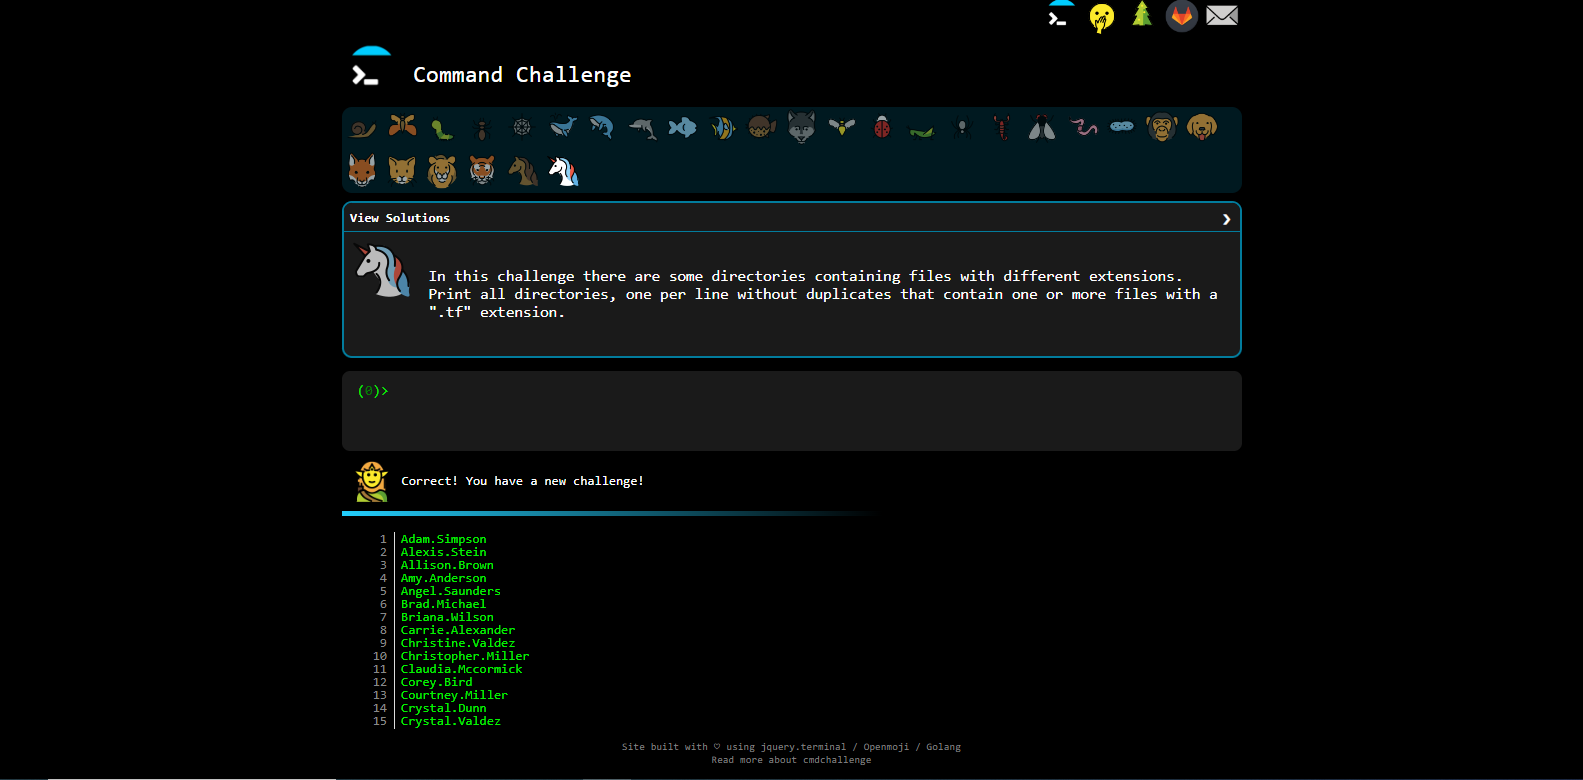 Command Challenge
View Solutions
In this challenge there are some directories containing files with different extensions.
Print all directories, one per line without duplicates that contain one or more files with a
".tf" extension.
(0)>
Correct! You have a new challenge!
1 Adam.Simpson
2 Alexis.Stein
3 Allison.Brown
4 Amy.Anderson
5 Angel.Saunders
6 Brad.Michael
7 Briana.Wilson
8 Carrie.Alexander
9 Christine.Valdez
10 Christopher.Miller
11 Claudia.Mccormick
12 Corey.Bird
13 Courtney.Miller
14 Crystal.Dunn
15 Crystal.Valdez
Site built with ♡ using jquery.terminal / Openmoji / Golang
Read more about cmdchallenge